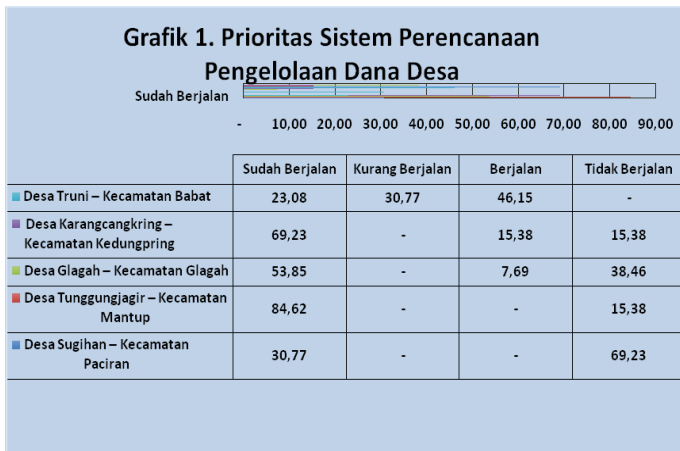 Grafik 1. Prioritas Sistem Perencanaan
Pengelolaan Dana Desa
Sudah Berjalan
- 10,00 20,00 30,00 40,00 50,00 60,00 70,00 80,00 90,00
Sudah Berjalan Kurang Berjalan Berjalan Tidak Berjalan
Desa Truni – Kecamatan Babat 23,08 30,77 46,15 -
Desa Karangcangkring –
Kecamatan Kedungpring 69,23 - 15,38 15,38
Desa Glagah – Kecamatan Glagah 53,85 - 7,69 38,46
Desa Tunggungjagir – Kecamatan
Mantup 84,62 - - 15,38
Desa Sugihan – Kecamatan
Paciran 30,77 - - 69,23